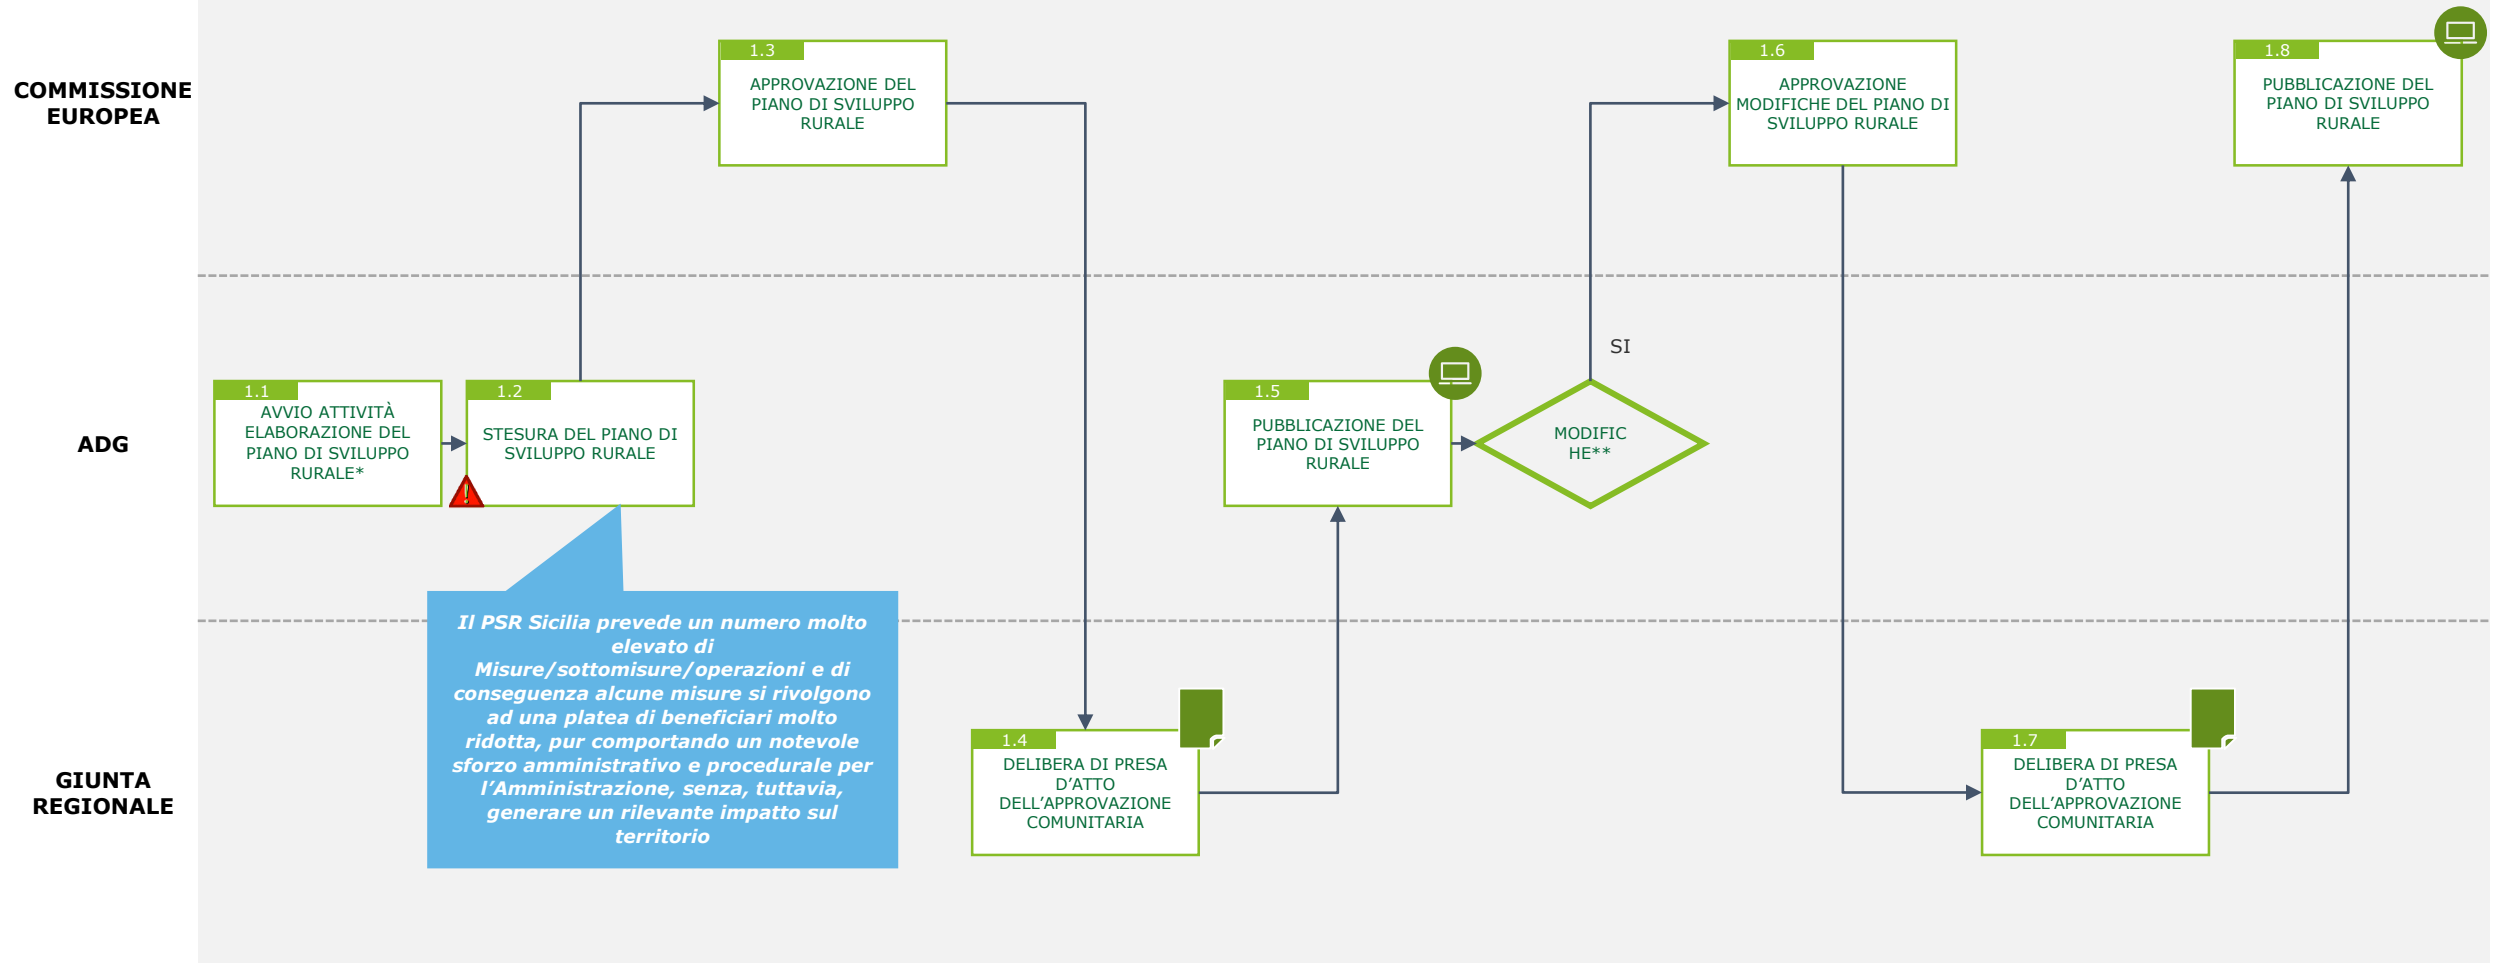 COMMISSIONE
EUROPEA
1.3
APPROVAZIONE DEL
PIANO DI SVILUPPO
RURALE
1.6
APPROVAZIONE
MODIFICHE DEL PIANO DI
SVILUPPO RURALE
1.8
PUBBLICAZIONE DEL
PIANO DI SVILUPPO
RURALE
ADG
1.1
AVVIO ATTIVITÀ
ELABORAZIONE DEL
PIANO DI SVILUPPO
RURALE*
1.2
STESURA DEL PIANO DI
SVILUPPO RURALE
1.5
PUBBLICAZIONE DEL
PIANO DI SVILUPPO
RURALE
MODIFIC
HE**
SI
Il PSR Sicilia prevede un numero molto
elevato di
Misure/sottomisure/operazioni e di
conseguenza alcune misure si rivolgono
ad una platea di beneficiari molto
ridotta, pur comportando un notevole
sforzo amministrativo e procedurale per
l’Amministrazione, senza, tuttavia,
generare un rilevante impatto sul
territorio
GIUNTA
REGIONALE
1.4
DELIBERA DI PRESA
D’ATTO
DELL’APPROVAZIONE
COMUNITARIA
1.7
DELIBERA DI PRESA
D’ATTO
DELL’APPROVAZIONE
COMUNITARIA